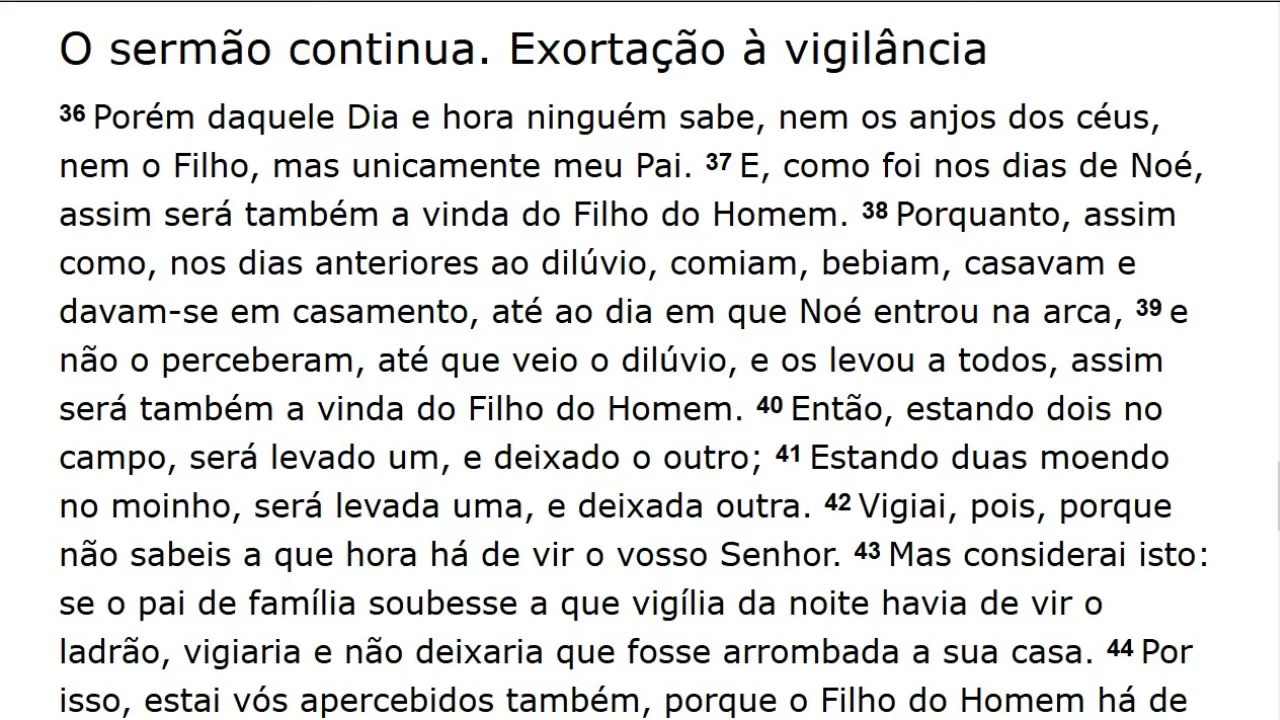 O sermão continua. Exortação à vigilância
36 Porém daquele Dia e hora ninguém sabe, nem os anjos dos céus,
nem o Filho, mas unicamente meu Pai. 37 E, como foi nos dias de Noé,
assim será também a vinda do Filho do Homem. 38 Porquanto, assim
como, nos dias anteriores ao dilúvio, comiam, bebiam, casavam e
davam-se em casamento, até ao dia em que Noé entrou na arca, 39 e
não o perceberam, até que veio o dilúvio, e os levou a todos, assim
será também a vinda do Filho do Homem. 40 Então, estando dois no
campo, será levado um, e deixado o outro; 41 Estando duas moendo
no moinho, será levada uma, e deixada outra. 42 Vigiai, pois, porque
não sabeis a que hora há de vir o vosso Senhor. 43 Mas considerai isto:
se o pai de família soubesse a que vigília da noite havia de vir o
ladrão, vigiaria e não deixaria que fosse arrombada a sua casa. 44 Por
isso, estai vós apercebidos também, porque o Filho do Homem há de